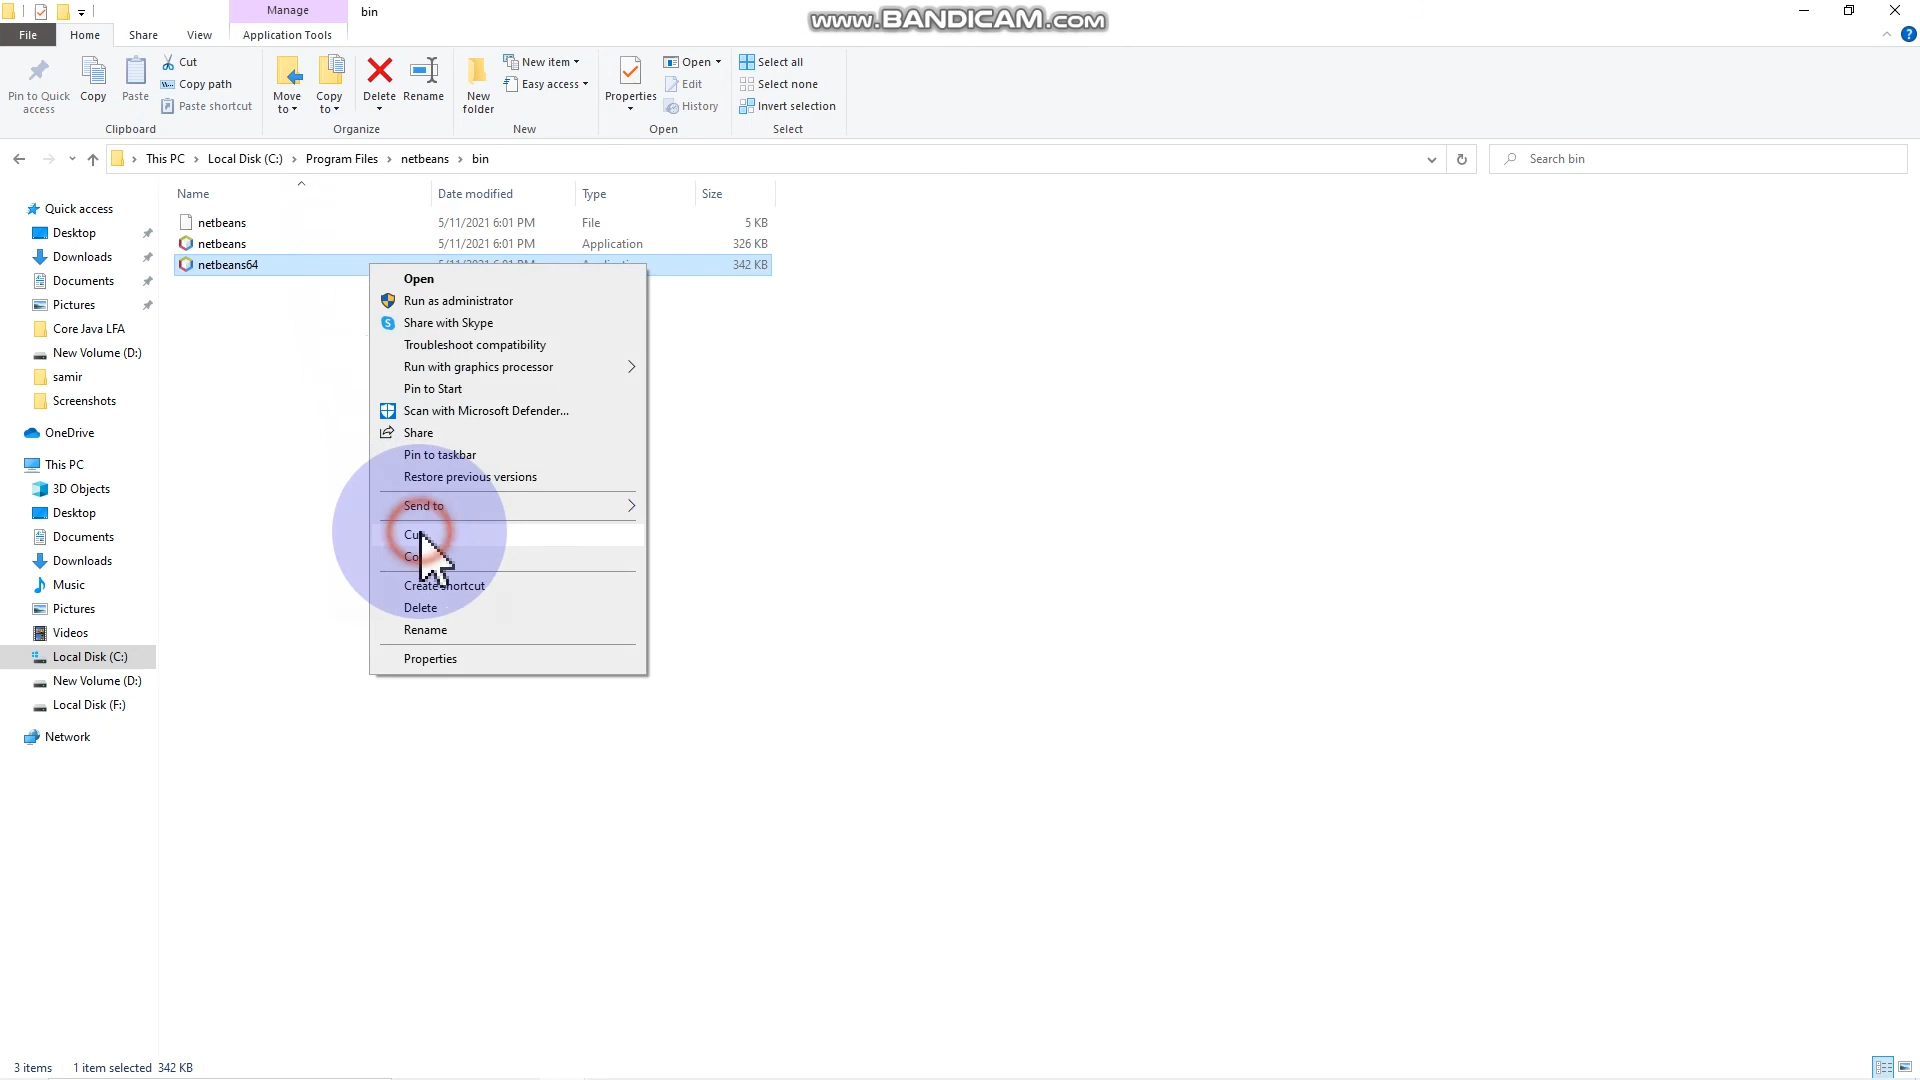 Manage
bin
www.BANDICAM.com
File
Home
Share
View
Application Tools
?
Pin to Quick access
Copy
Paste
Cut
Copy path
Paste shortcut
Clipboard
Move to
Copy to
Delete
Rename
Organize
New folder
New item
Easy access
New
Properties
Open
Edit
History
Open
Select all
Select none
Invert selection
Select
This PC
Local Disk (C:)
Program Files
netbeans
bin
Search bin
Name
Date modified
Type
Size
netbeans 5/11/2021 6:01 PM File 5 KB
netbeans 5/11/2021 6:01 PM Application 326 KB
netbeans64 342 KB
Quick access
Desktop
Downloads
Documents
Pictures
Core Java LFA
New Volume (D:)
samir
Screenshots
OneDrive
This PC
3D Objects
Desktop
Documents
Downloads
Music
Pictures
Videos
Local Disk (C:)
New Volume (D:)
Local Disk (F:)
Network
Open
Run as administrator
Share with Skype
Troubleshoot compatibility
Run with graphics processor
Pin to Start
Scan with Microsoft Defender...
Share
Pin to taskbar
Restore previous versions
Send to
Create shortcut
Delete
Rename
Properties
3 items
1 item selected 342 KB